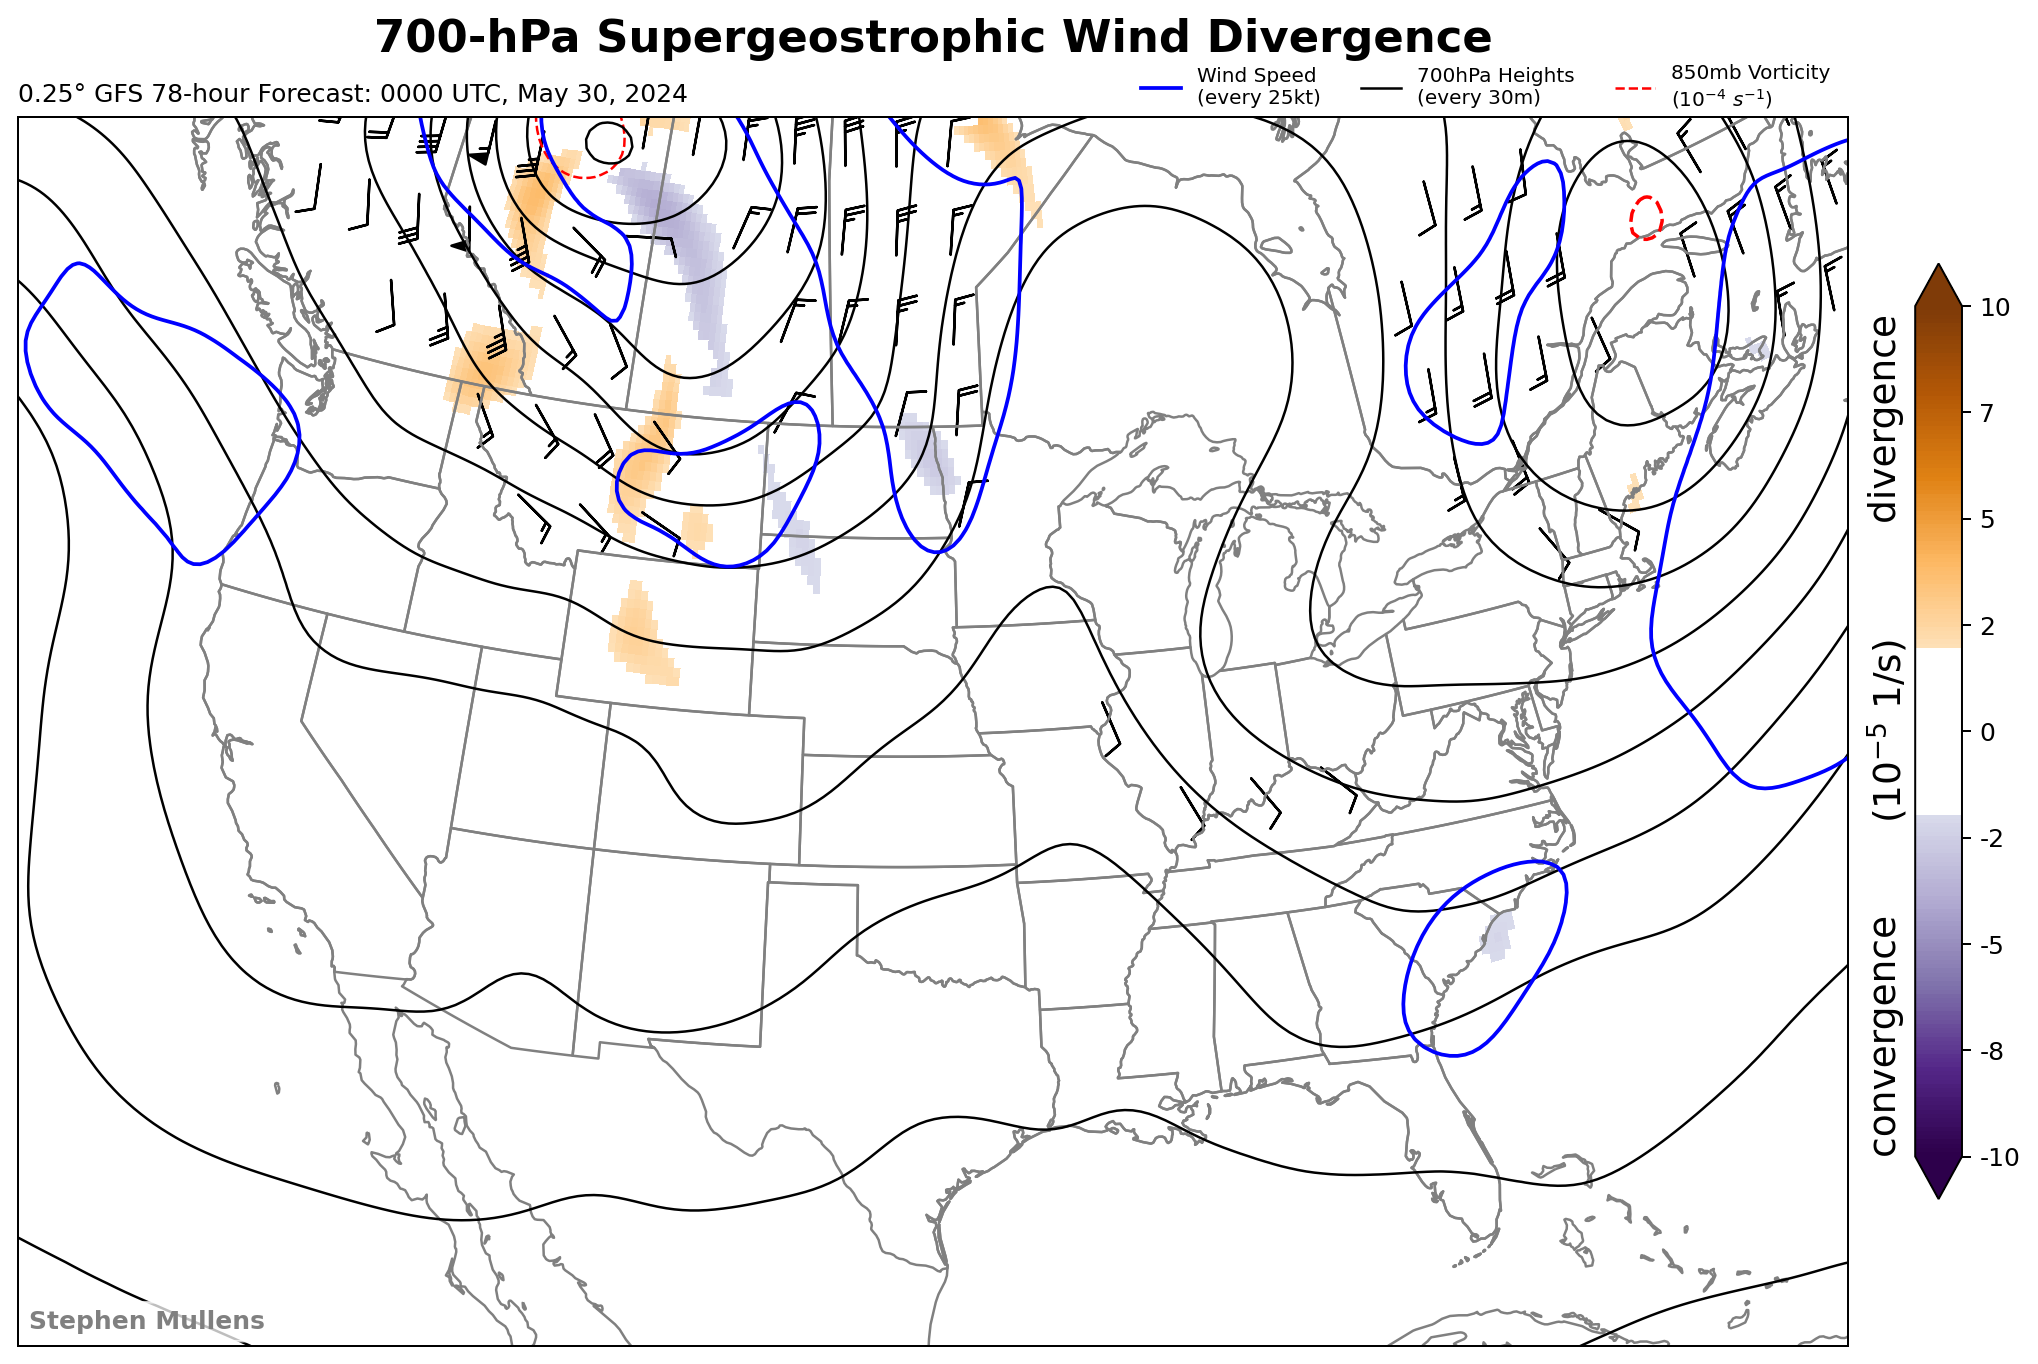 700-hPa Supergeostrophic Wind Divergence
0.25° GFS 78-hour Forecast: 0000 UTC, May 30, 2024
Wind Speed
(every 25kt)
700hPa Heights
(every 30m)
850mb Vorticity
(10⁻⁴ s⁻¹)
10
7
5
2
0
-2
-5
-8
-10
convergence (10⁻⁵ 1/s) divergence
Stephen Mullens